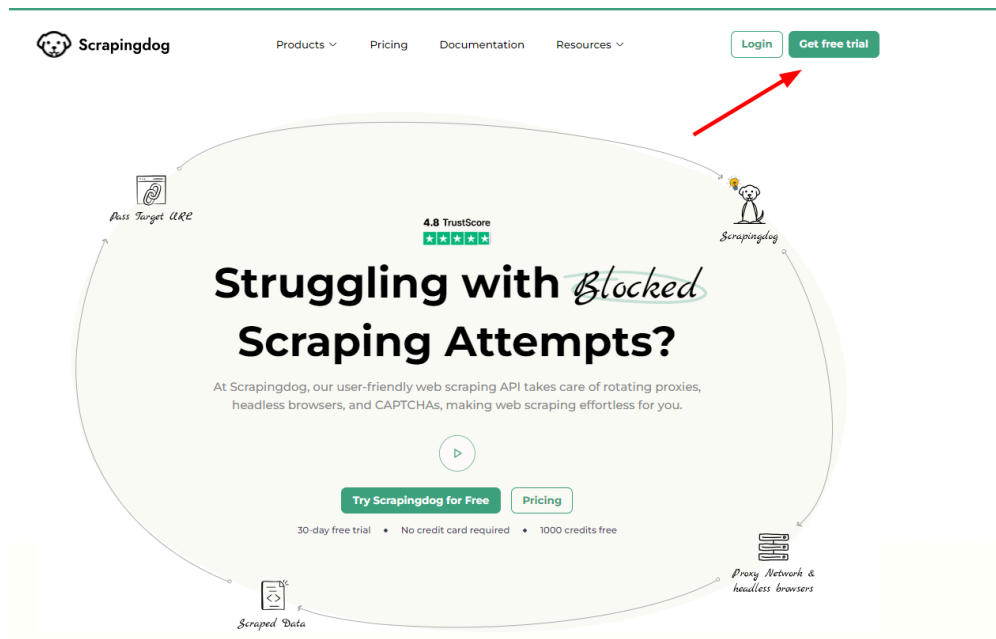 Scrapingdog
Products
Pricing
Documentation
Resources
Login
Get free trial
Pass Target URL
Scrapingdog
4.8 TrustScore
Struggling with Blocked
Scraping Attempts?
At Scrapingdog, our user-friendly web scraping API takes care of rotating proxies,
headless browsers, and CAPTCHAs, making web scraping effortless for you.
Try Scrapingdog for Free
Pricing
30-day free trial • No credit card required • 1000 credits free
Proxy Network &
headless browsers
Scraped Data